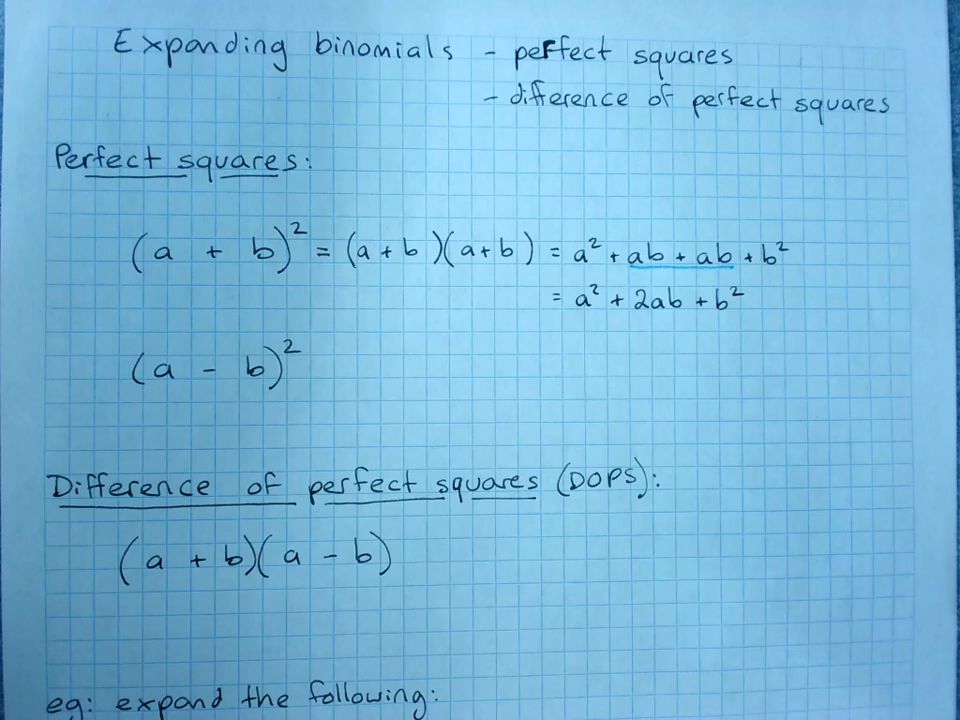 Expanding binomials - perfect squares
- difference of perfect squares
Perfect squares:
(a + b)² = (a + b)(a + b) = a² + ab + ab + b²
= a² + 2ab + b²
(a - b)²
Difference of perfect squares (DOPS):
(a + b)(a - b)
eg: expand the following: